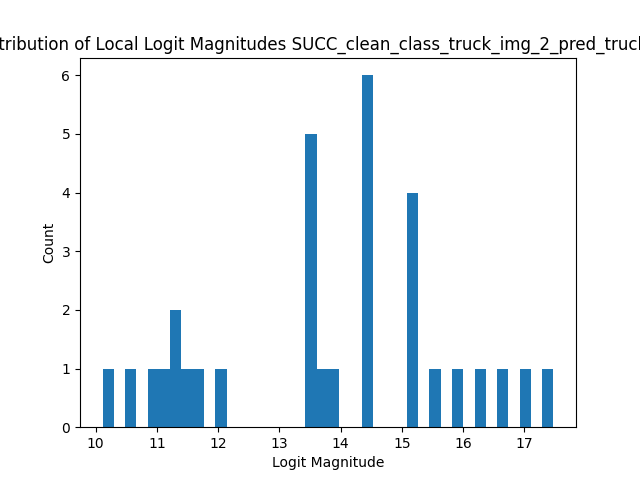 tribution of Local Logit Magnitudes SUCC_clean_class_truck_img_2_pred_truck
6
5
4
3
2
1
0
Count
10 11 12 13 14 15 16 17
Logit Magnitude